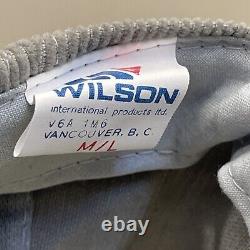 WILSON
international products ltd.
V6A 1M6
VANCOUVER, B. C.
M/L